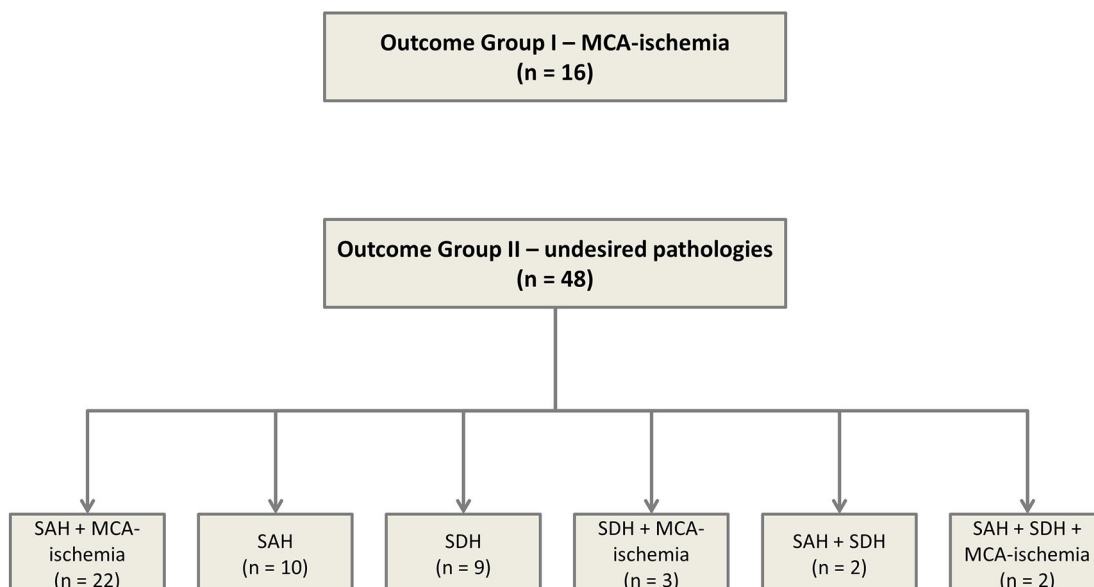 Outcome Group I – MCA-ischemia
(n = 16)
Outcome Group II – undesired pathologies
(n = 48)
SAH + MCA-
ischemia
(n = 22)
SAH
(n = 10)
SDH
(n = 9)
SDH + MCA-
ischemia
(n = 3)
SAH + SDH
(n = 2)
SAH + SDH +
MCA-ischemia
(n = 2)